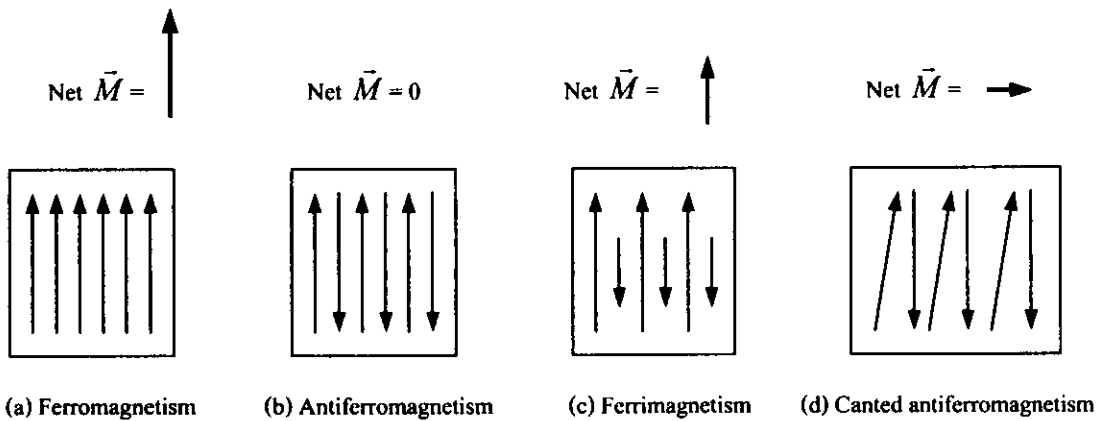 Net M⃗ =
Net M⃗ = 0
Net M⃗ =
Net M⃗ =
(a) Ferromagnetism
(b) Antiferromagnetism
(c) Ferrimagnetism
(d) Canted antiferromagnetism